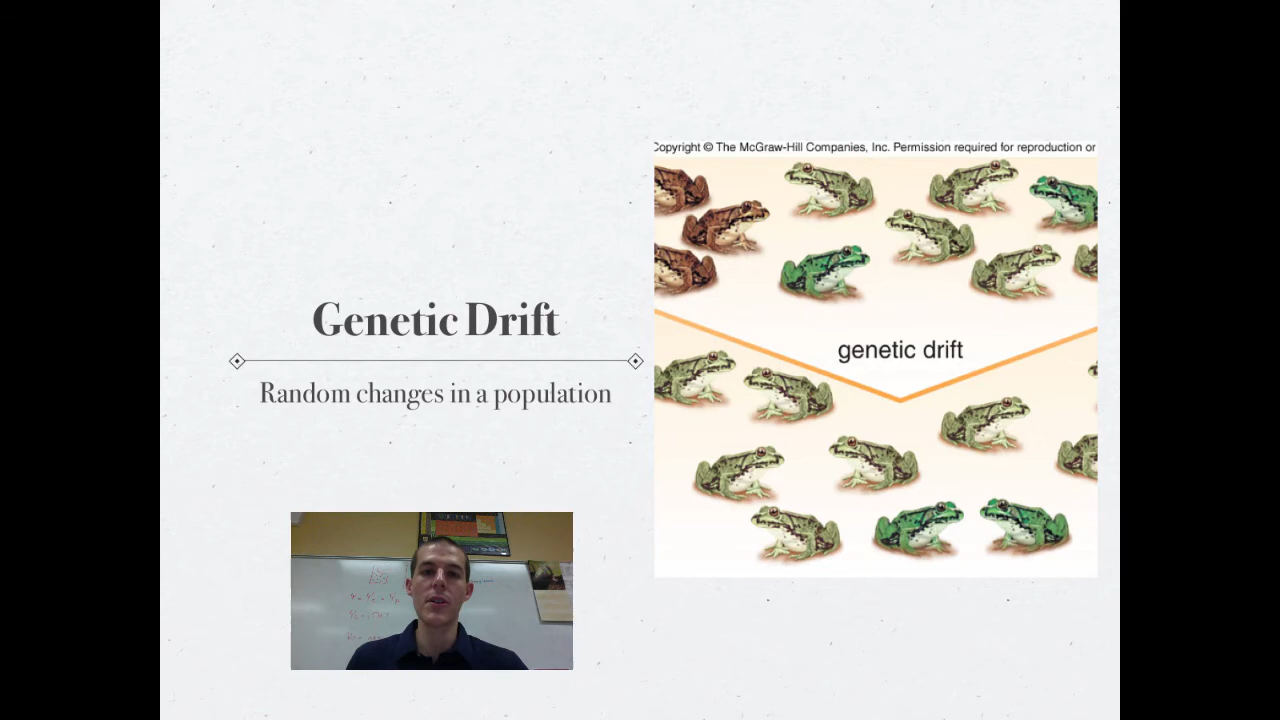 Copyright © The McGraw-Hill Companies, Inc. Permission required for reproduction or
genetic drift
Genetic Drift
Random changes in a population